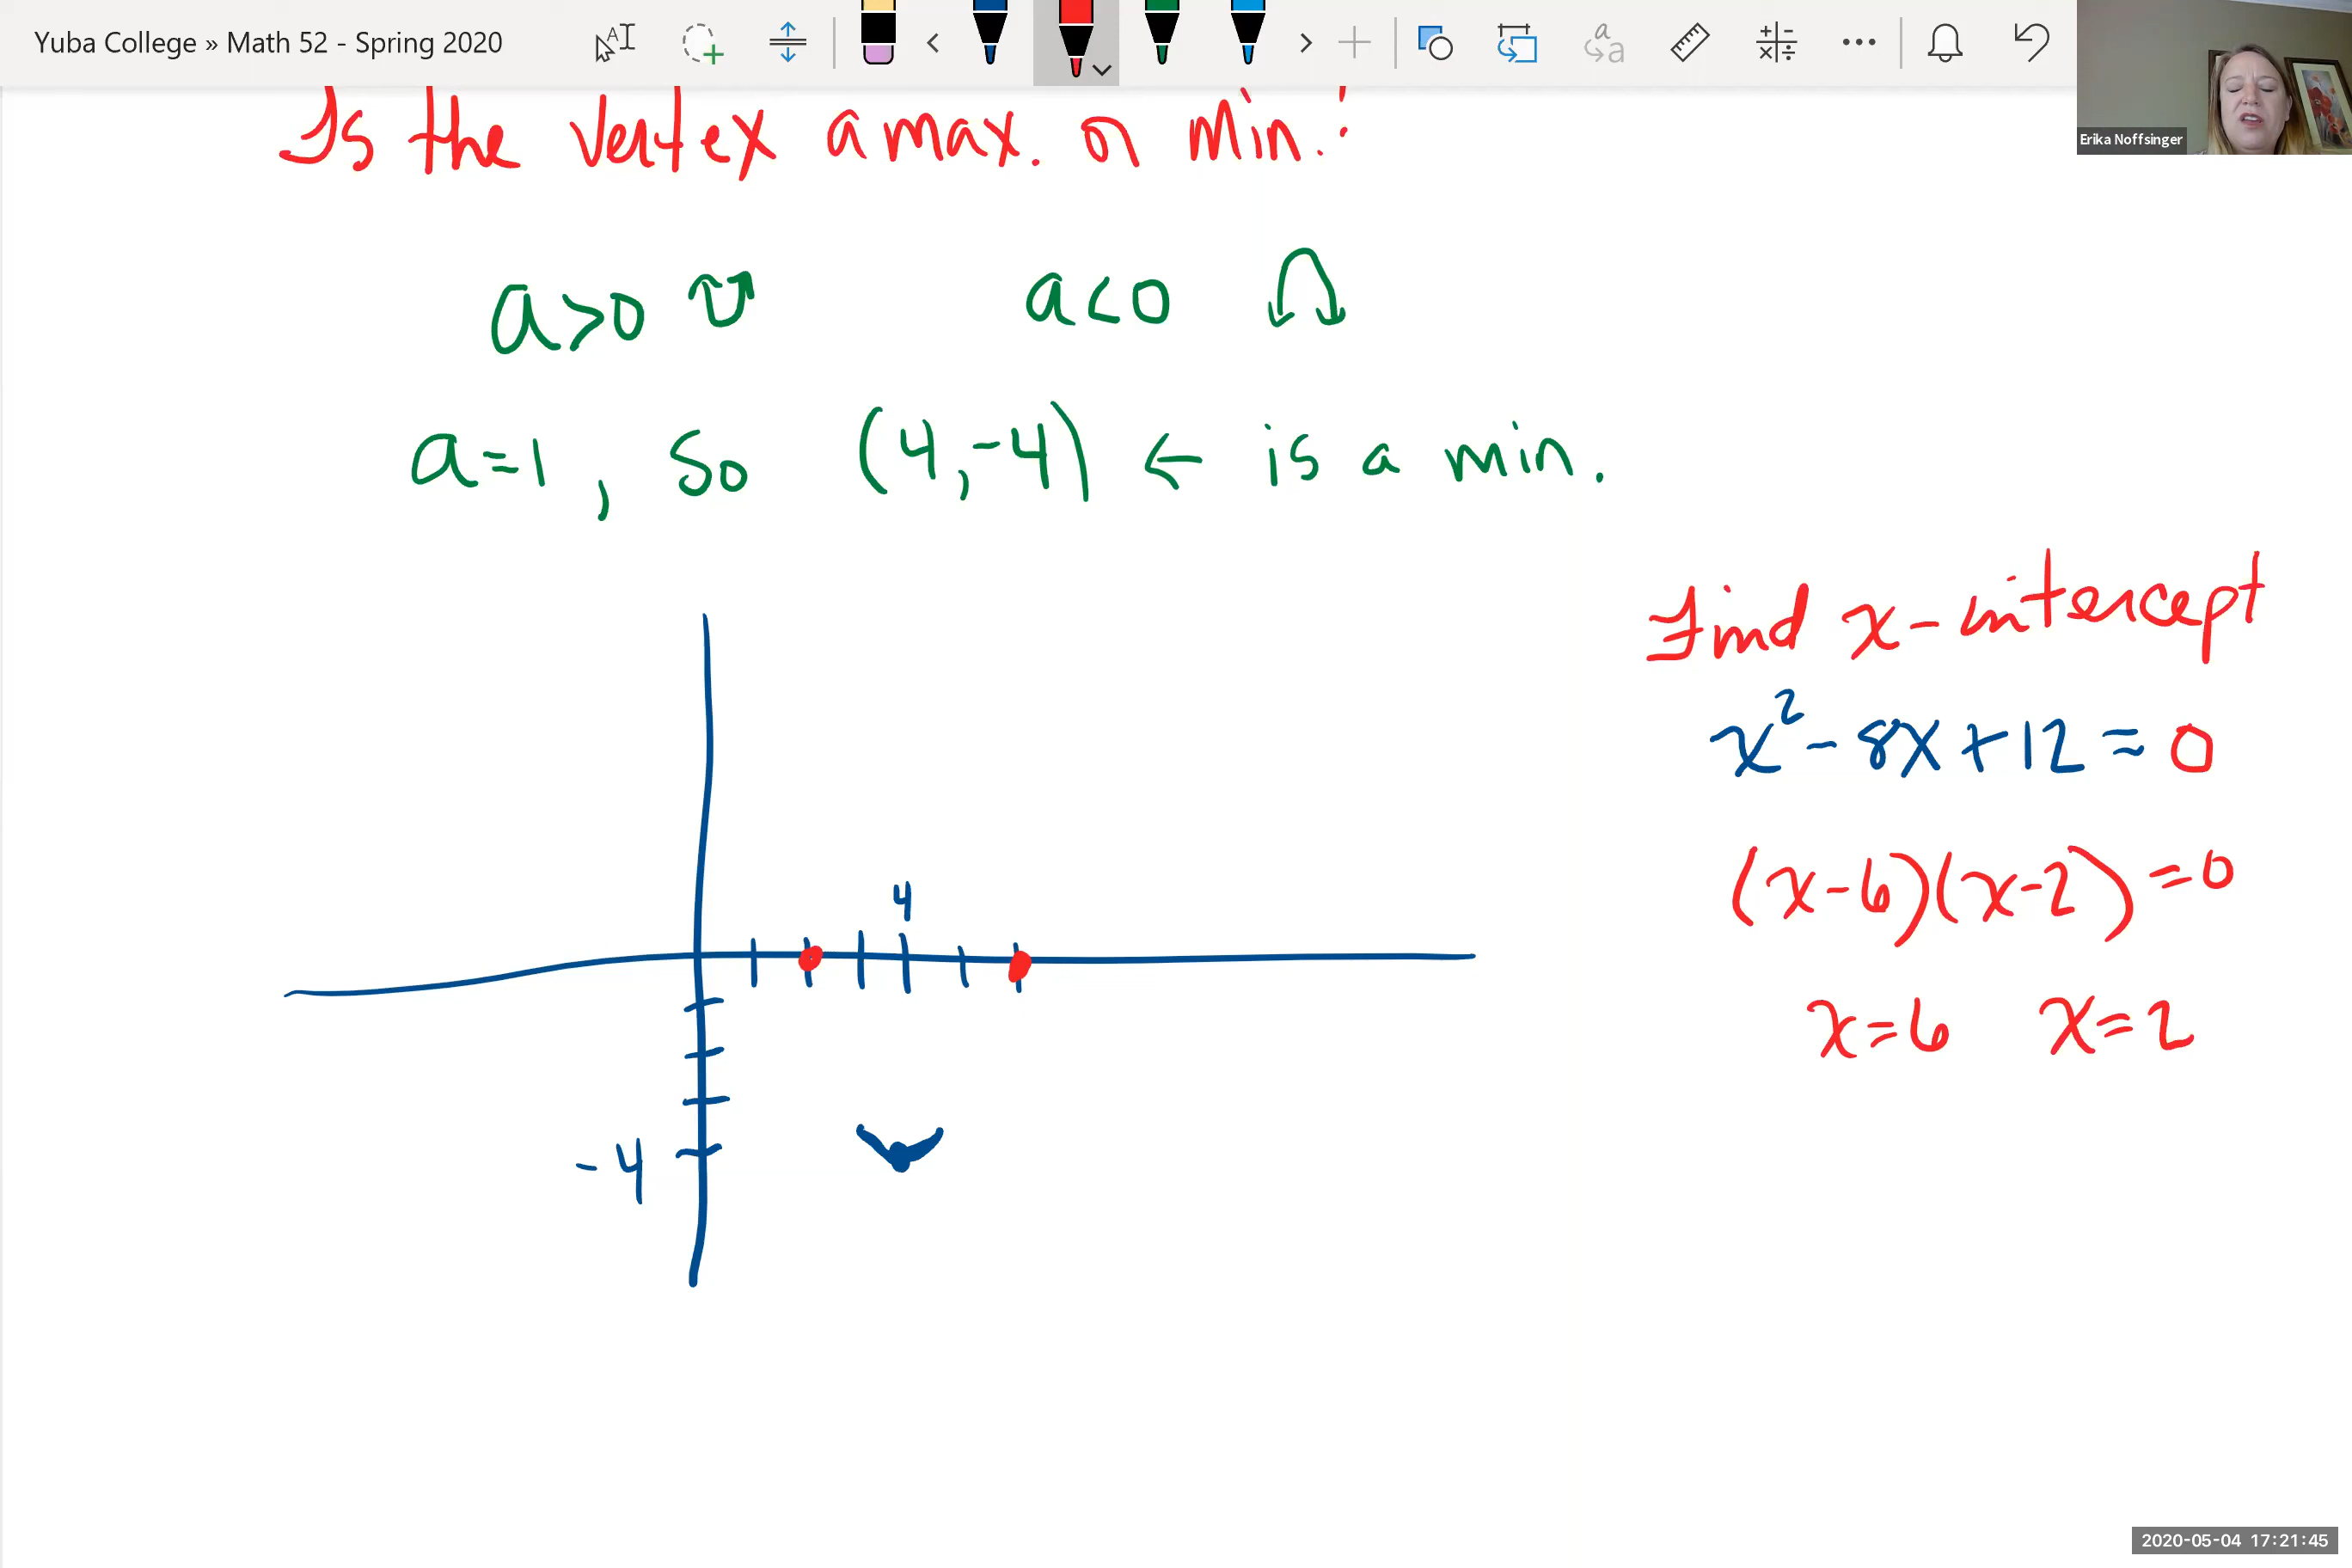 Yuba College » Math 52 - Spring 2020
Erika Noffsinger
Is the vertex a max. or min.?
a>0 a<0
a=1, so (4,-4) ← is a min.
Find x-intercept
x²-8x+12=0
(x-6)(x-2)=0
x=6 x=2
4
-4
2020-05-04 17:21:45